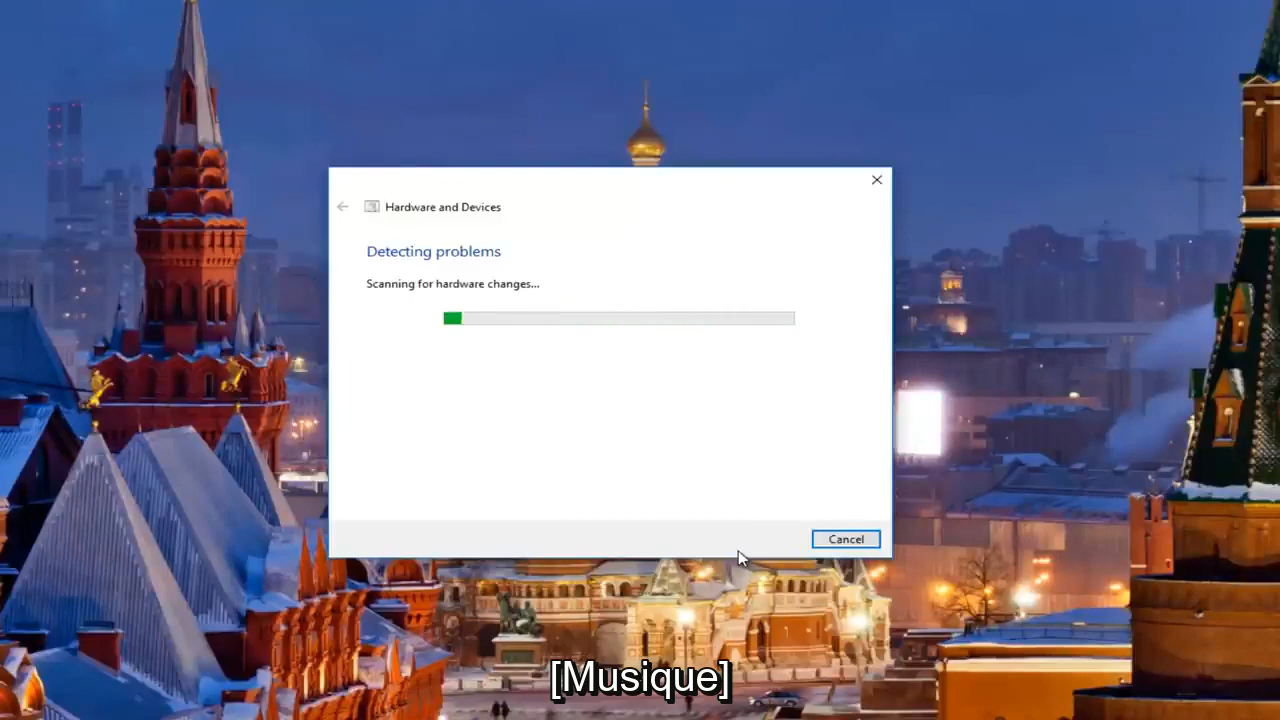 Hardware and Devices
Detecting problems
Scanning for hardware changes...
Cancel
[Musique]